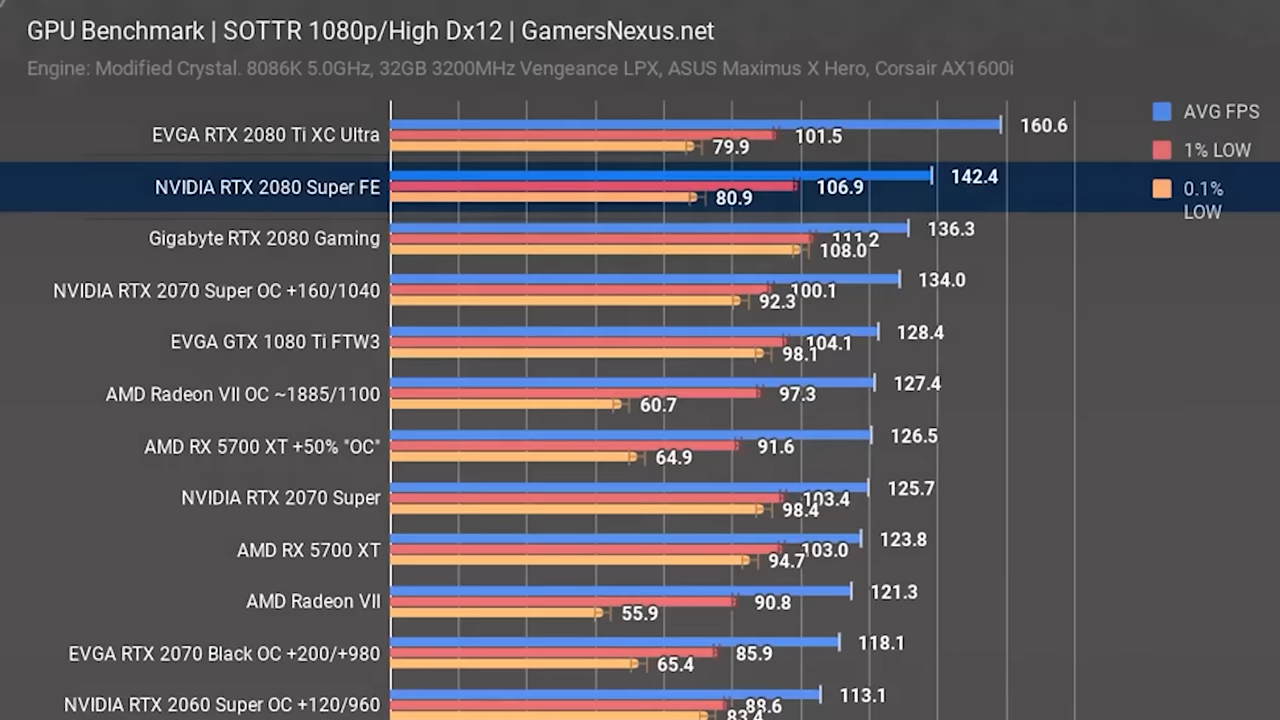 GPU Benchmark | SOTTR 1080p/High Dx12 | GamersNexus.net
Engine: Modified Crystal. 8086K 5.0GHz, 32GB 3200MHz Vengeance LPX, ASUS Maximus X Hero, Corsair AX1600i
AVG FPS
1% LOW
0.1%
LOW
EVGA RTX 2080 Ti XC Ultra
160.6
101.5
79.9
NVIDIA RTX 2080 Super FE
142.4
106.9
80.9
Gigabyte RTX 2080 Gaming
136.3
111.2
108.0
NVIDIA RTX 2070 Super OC +160/1040
134.0
100.1
92.3
EVGA GTX 1080 Ti FTW3
128.4
104.1
98.1
AMD Radeon VII OC ~1885/1100
127.4
97.3
60.7
AMD RX 5700 XT +50% "OC"
126.5
91.6
64.9
NVIDIA RTX 2070 Super
125.7
103.4
98.4
AMD RX 5700 XT
123.8
103.0
94.7
AMD Radeon VII
121.3
90.8
55.9
EVGA RTX 2070 Black OC +200/+980
118.1
85.9
65.4
NVIDIA RTX 2060 Super OC +120/960
113.1
88.6
83.4